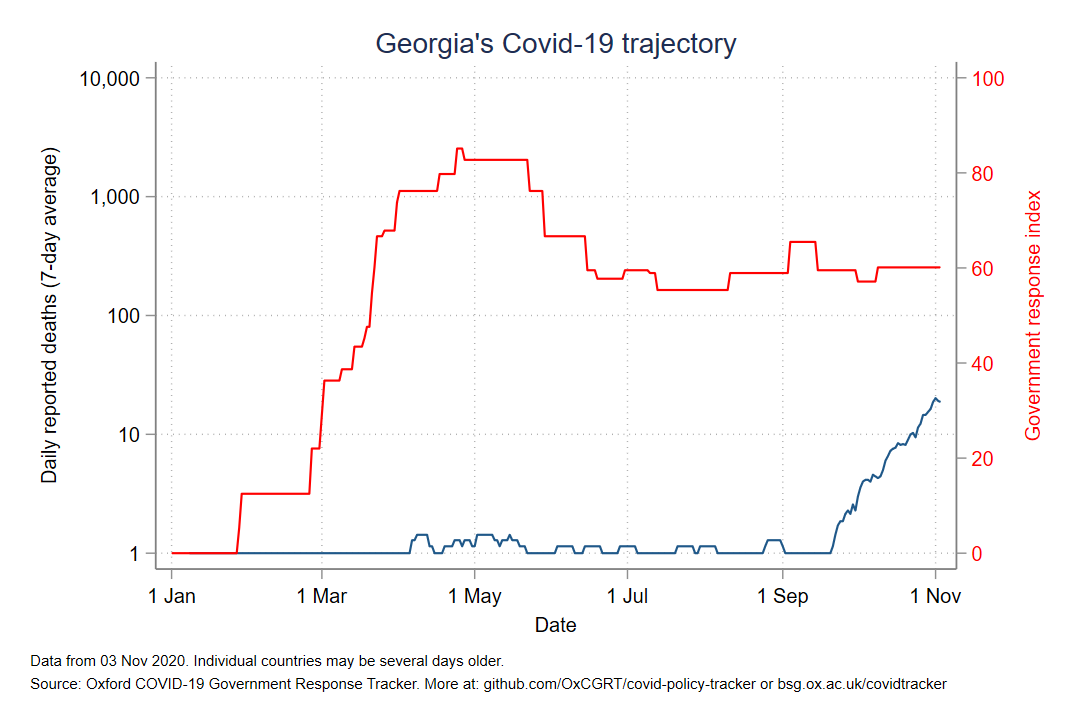 Georgia's Covid-19 trajectory
10,000
1,000
100
10
1
Daily reported deaths (7-day average)
100
80
60
40
20
0
Government response index
1 Jan 1 Mar 1 May 1 Jul 1 Sep 1 Nov
Date
Data from 03 Nov 2020. Individual countries may be several days older.
Source: Oxford COVID-19 Government Response Tracker. More at: github.com/OxCGRT/covid-policy-tracker or bsg.ox.ac.uk/covidtracker